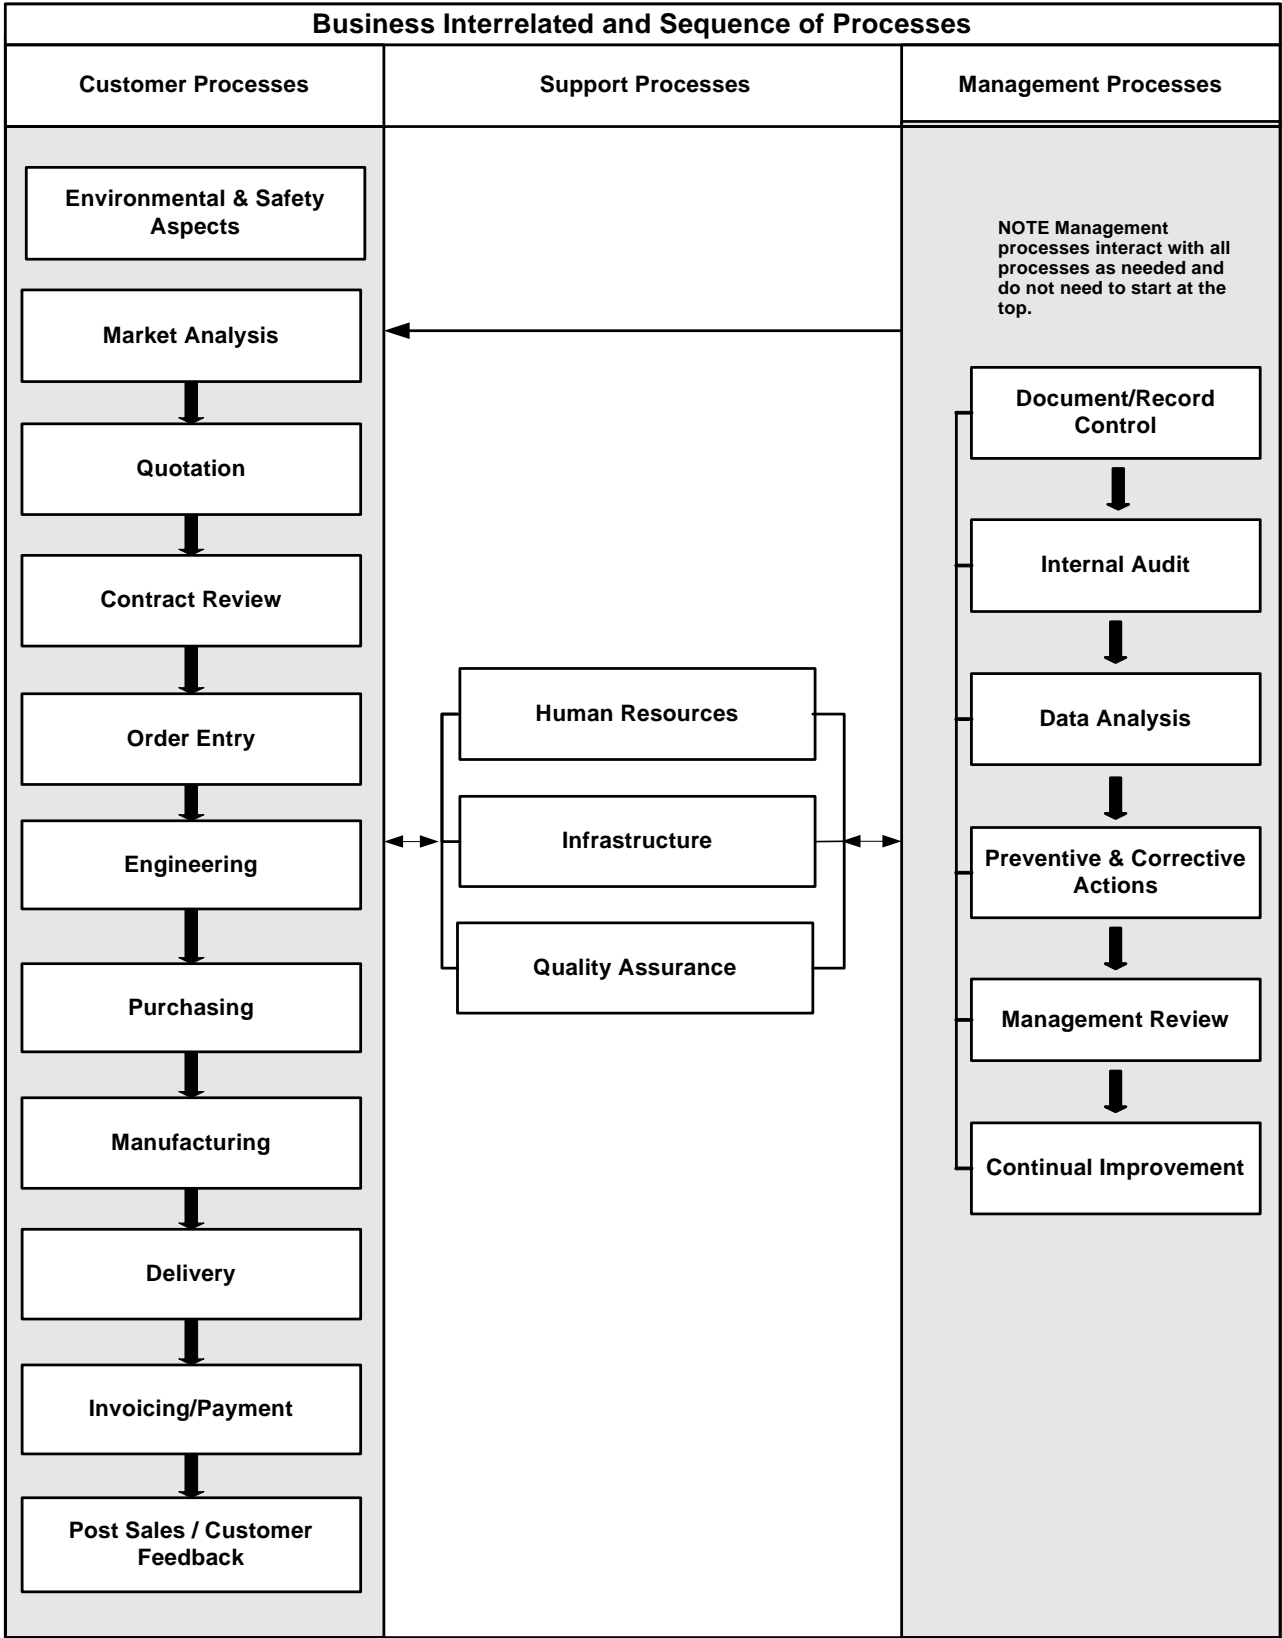 Business Interrelated and Sequence of Processes
Customer Processes
Support Processes
Management Processes
Environmental & Safety
Aspects
Market Analysis
Quotation
Contract Review
Order Entry
Engineering
Purchasing
Manufacturing
Delivery
Invoicing/Payment
Post Sales / Customer
Feedback
Human Resources
Infrastructure
Quality Assurance
NOTE Management
processes interact with all
processes as needed and
do not need to start at the
top.
Document/Record
Control
Internal Audit
Data Analysis
Preventive & Corrective
Actions
Management Review
Continual Improvement